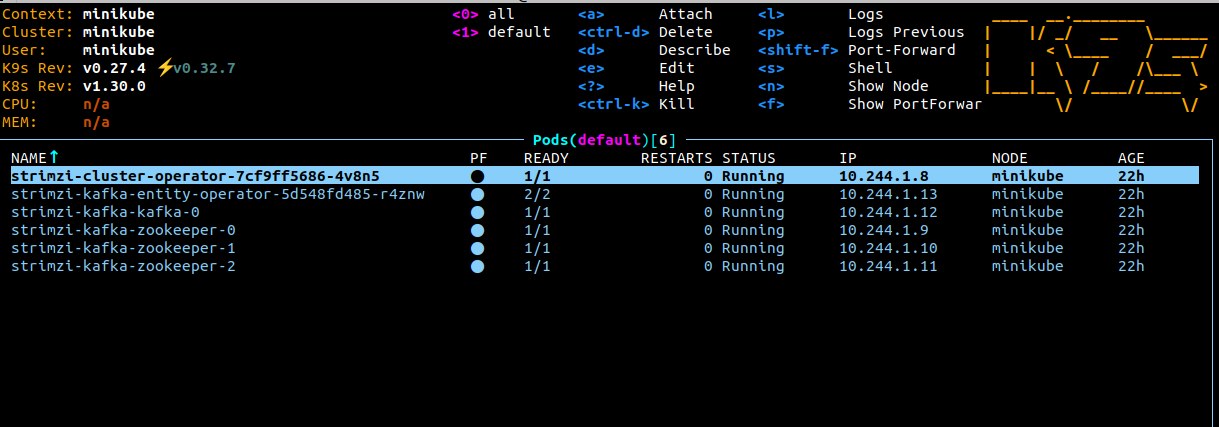 Context: minikube <0> all <a> Attach <l> Logs
Cluster: minikube <1> default <ctrl-d> Delete <p> Logs Previous
User: minikube <d> Describe <shift-f> Port-Forward
K9s Rev: v0.27.4 ⚡v0.32.7 <e> Edit <s> Shell
K8s Rev: v1.30.0 <?> Help <n> Show Node
CPU: n/a <ctrl-k> Kill <f> Show PortForwar
MEM: n/a
Pods(default)[6]
NAME↑ PF READY RESTARTS STATUS IP NODE AGE
strimzi-cluster-operator-7cf9ff5686-4v8n5 ● 1/1 0 Running 10.244.1.8 minikube 22h
strimzi-kafka-entity-operator-5d548fd485-r4znw ● 2/2 0 Running 10.244.1.13 minikube 22h
strimzi-kafka-kafka-0 ● 1/1 0 Running 10.244.1.12 minikube 22h
strimzi-kafka-zookeeper-0 ● 1/1 0 Running 10.244.1.9 minikube 22h
strimzi-kafka-zookeeper-1 ● 1/1 0 Running 10.244.1.10 minikube 22h
strimzi-kafka-zookeeper-2 ● 1/1 0 Running 10.244.1.11 minikube 22h